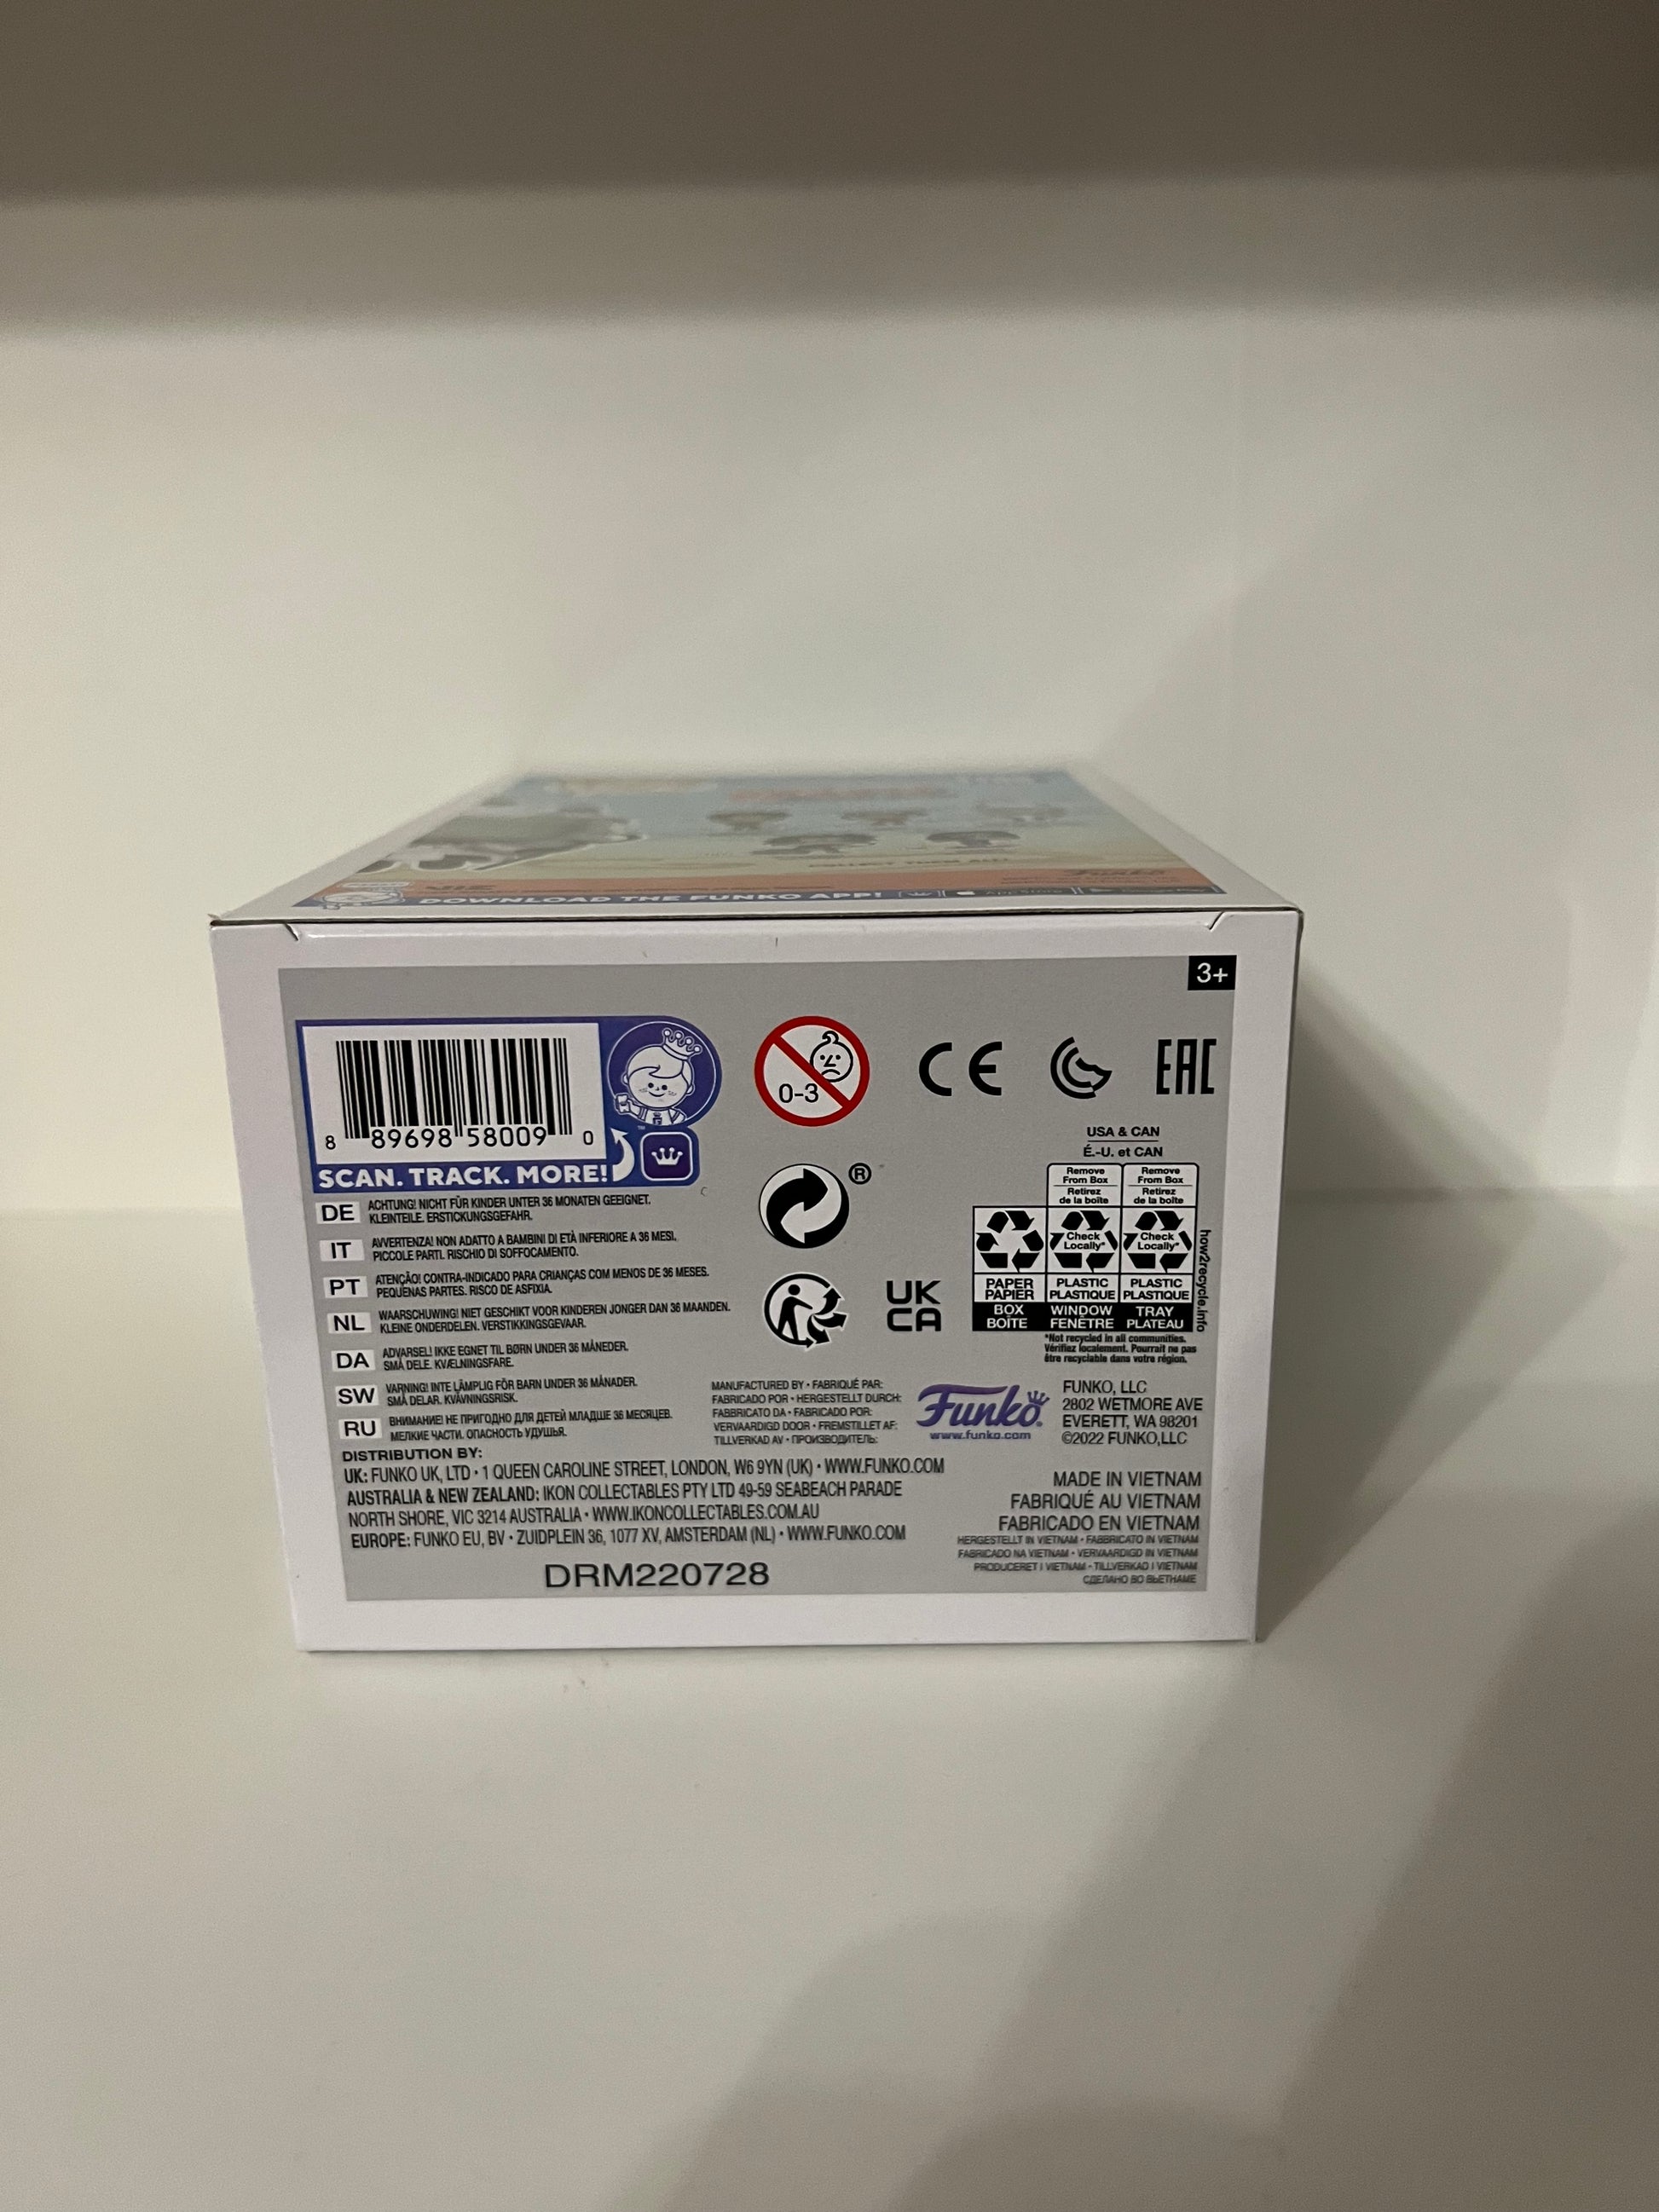 DOWNLOAD THE FUNKO APP!
3+
8 89698 58009 0
SCAN. TRACK. MORE!
™
0-3
CE
EAC
®
UK
CA
DE ACHTUNG! NICHT FÜR KINDER UNTER 36 MONATEN GEEIGNET.
KLEINTEILE. ERSTICKUNGSGEFAHR.
IT AVVERTENZA! NON ADATTO A BAMBINI DI ETÀ INFERIORE A 36 MESI.
PICCOLE PARTI. RISCHIO DI SOFFOCAMENTO.
PT ATENÇÃO! CONTRA-INDICADO PARA CRIANÇAS COM MENOS DE 36 MESES.
PEQUENAS PARTES. RISCO DE ASFIXIA.
NL WAARSCHUWING! NIET GESCHIKT VOOR KINDEREN JONGER DAN 36 MAANDEN.
KLEINE ONDERDELEN. VERSTIKKINGSGEVAAR.
DA ADVARSEL! IKKE EGNET TIL BØRN UNDER 36 MÅNEDER.
SMÅ DELE. KVÆLNINGSFARE.
SW VARNING! INTE LÄMPLIG FÖR BARN UNDER 36 MÅNADER.
SMÅ DELAR. KVÄVNINGSRISK.
RU ВНИМАНИЕ! НЕ ПРИГОДНО ДЛЯ ДЕТЕЙ МЛАДШЕ 36 МЕСЯЦЕВ.
МЕЛКИЕ ЧАСТИ. ОПАСНОСТЬ УДУШЬЯ.
USA & CAN
É.-U. et CAN
Remove From Box Retirez de la boîte
Remove From Box Retirez de la boîte
Check Locally*
Check Locally*
PAPER PAPIER
PLASTIC PLASTIQUE
PLASTIC PLASTIQUE
BOX BOÎTE
WINDOW FENÊTRE
TRAY PLATEAU
how2recycle.info
*Not recycled in all communities.
Vérifiez localement. Pourrait ne pas
être recyclable dans votre région.
MANUFACTURED BY • FABRIQUÉ PAR:
FABRICADO POR • HERGESTELLT DURCH:
FABBRICATO DA • FABRICADO POR:
VERVAARDIGD DOOR • FREMSTILLET AF:
TILLVERKAD AV • ПРОИЗВОДИТЕЛЬ:
Funko
www.funko.com
FUNKO, LLC
2802 WETMORE AVE
EVERETT, WA 98201
©2022 FUNKO,LLC
DISTRIBUTION BY:
UK: FUNKO UK, LTD • 1 QUEEN CAROLINE STREET, LONDON, W6 9YN (UK) • WWW.FUNKO.COM
AUSTRALIA & NEW ZEALAND: IKON COLLECTABLES PTY LTD 49-59 SEABEACH PARADE
NORTH SHORE, VIC 3214 AUSTRALIA • WWW.IKONCOLLECTABLES.COM.AU
EUROPE: FUNKO EU, BV • ZUIDPLEIN 36, 1077 XV, AMSTERDAM (NL) • WWW.FUNKO.COM
DRM220728
MADE IN VIETNAM
FABRIQUÉ AU VIETNAM
FABRICADO EN VIETNAM
HERGESTELLT IN VIETNAM • FABBRICATO IN VIETNAM
FABRICADO NA VIETNAM • VERVAARDIGD IN VIETNAM
PRODUCERET I VIETNAM • TILLVERKAD I VIETNAM
СДЕЛАНО ВО ВЬЕТНАМЕ